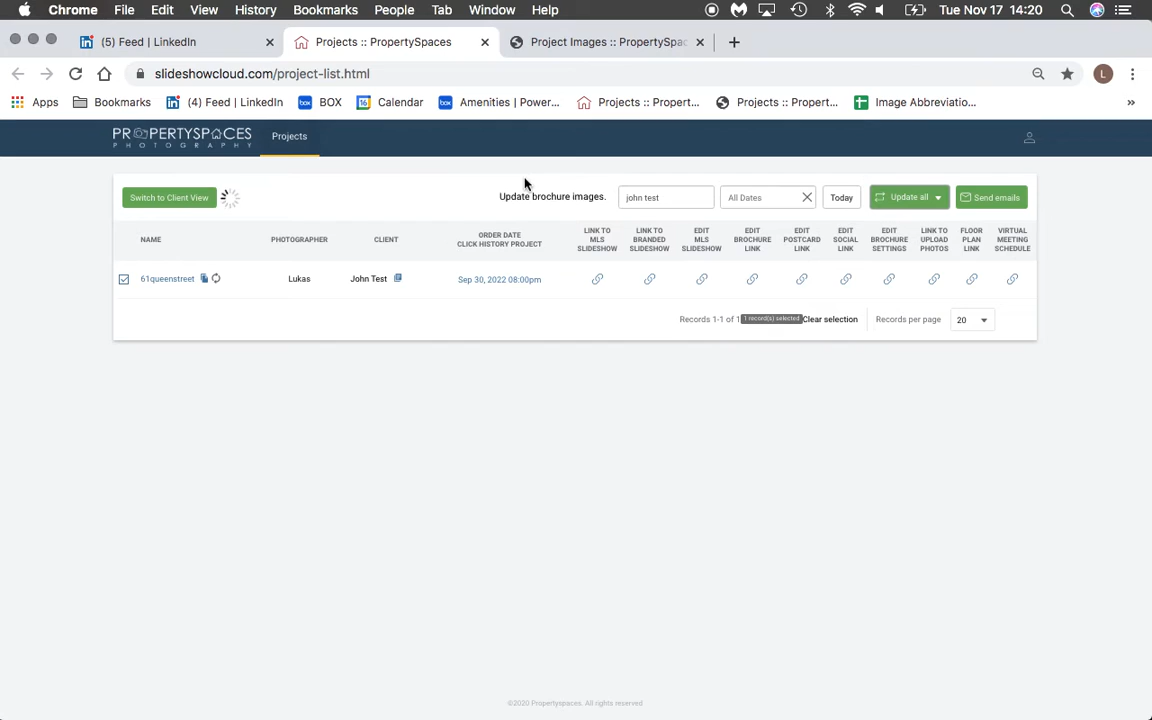 Chrome File Edit View History Bookmarks People Tab Window Help Tue Nov 17 14:20
(5) Feed | LinkedIn Projects :: PropertySpaces Project Images :: PropertySpac
slideshowcloud.com/project-list.html L
Apps Bookmarks (4) Feed | LinkedIn BOX Calendar Amenities | Power... Projects :: Propert... Projects :: Propert... Image Abbreviatio... »
PROPERTYSPACES Projects
PHOTOGRAPHY
Switch to Client View Update brochure images. john test All Dates Today Update all Send emails
NAME PHOTOGRAPHER CLIENT ORDER DATE CLICK HISTORY PROJECT LINK TO MLS SLIDESHOW LINK TO BRANDED SLIDESHOW EDIT MLS SLIDESHOW EDIT BROCHURE LINK EDIT POSTCARD LINK EDIT SOCIAL LINK EDIT BROCHURE SETTINGS LINK TO UPLOAD PHOTOS FLOOR PLAN LINK VIRTUAL MEETING SCHEDULE
61queenstreet Lukas John Test Sep 30, 2022 08:00pm
Records 1-1 of 1 1 record(s) selected Clear selection Records per page 20
©2020 Propertyspaces. All rights reserved